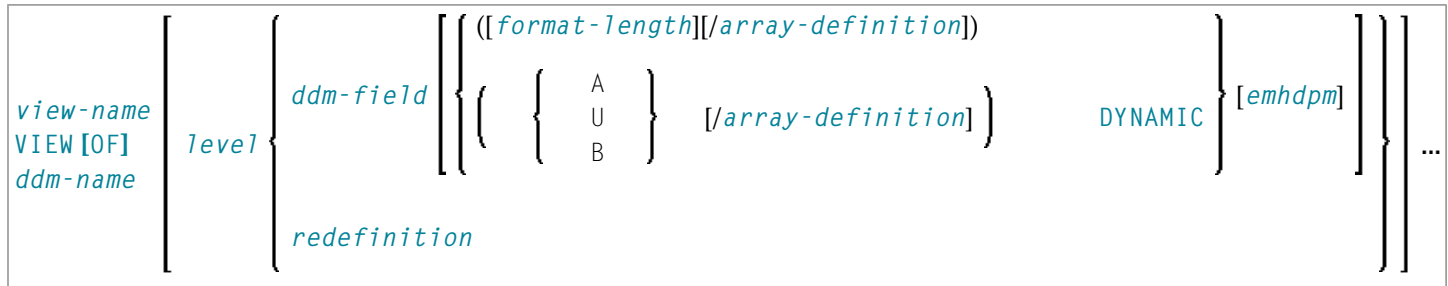 ([format-length][/array-definition])
A
ddm-field ( U [/array-definition] ) DYNAMIC [emhdpm]
B
view-name
VIEW [OF] level ...
ddm-name
redefinition